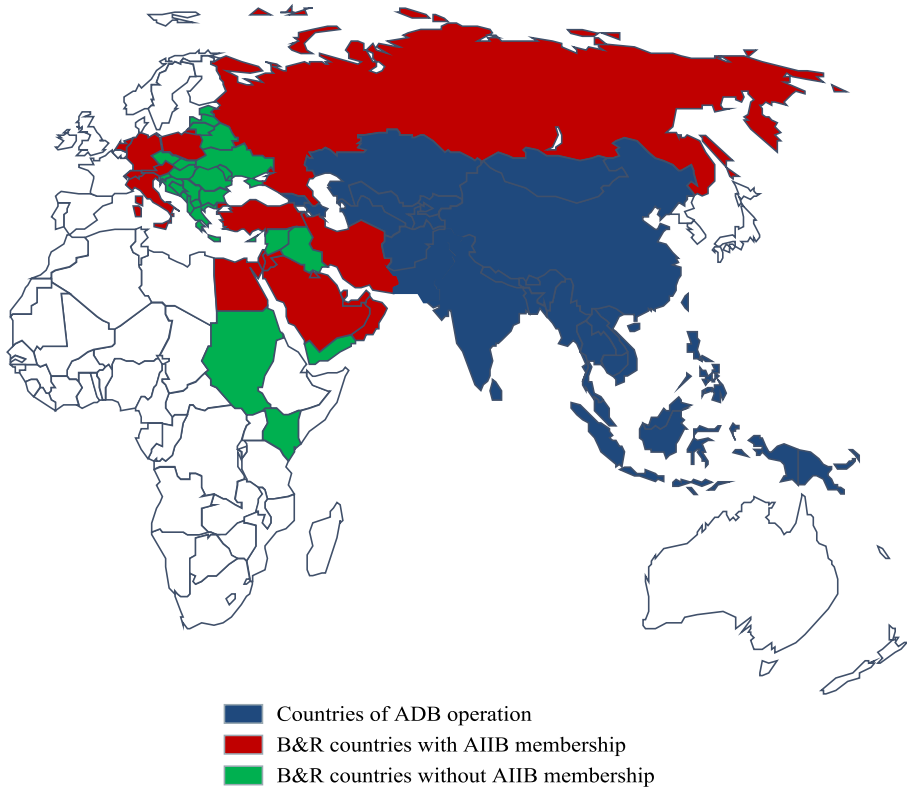 Countries of ADB operation
B&R countries with AIIB membership
B&R countries without AIIB membership